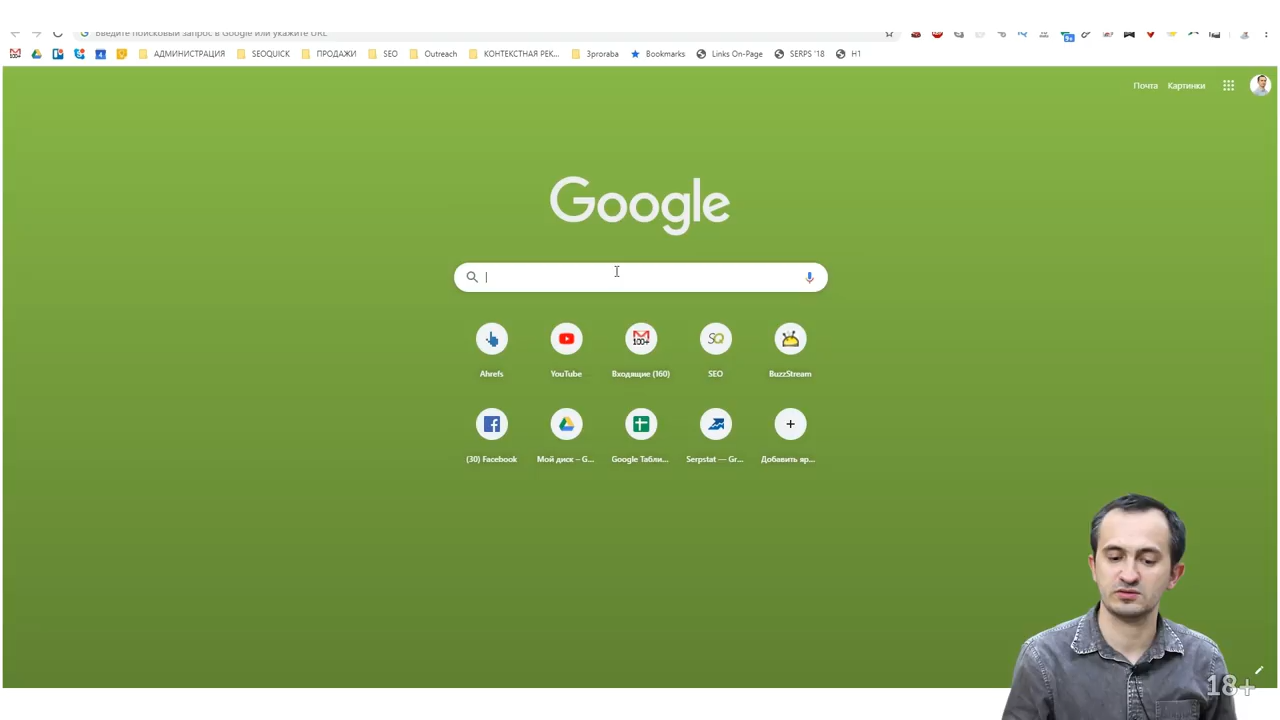 Введите поисковый запрос в Google или укажите URL
АДМИНИСТРАЦИЯ SEOQUICK ПРОДАЖИ SEO Outreach КОНТЕКСТНАЯ РЕК... 3proraba Bookmarks Links On-Page SERPS '18 H1
Почта Картинки
Google
100+ SQ
Ahrefs YouTube Входящие (160) SEO BuzzStream
(30) Facebook Мой диск – G... Google Табли... Serpstat — Gr... Добавить яр...
18+